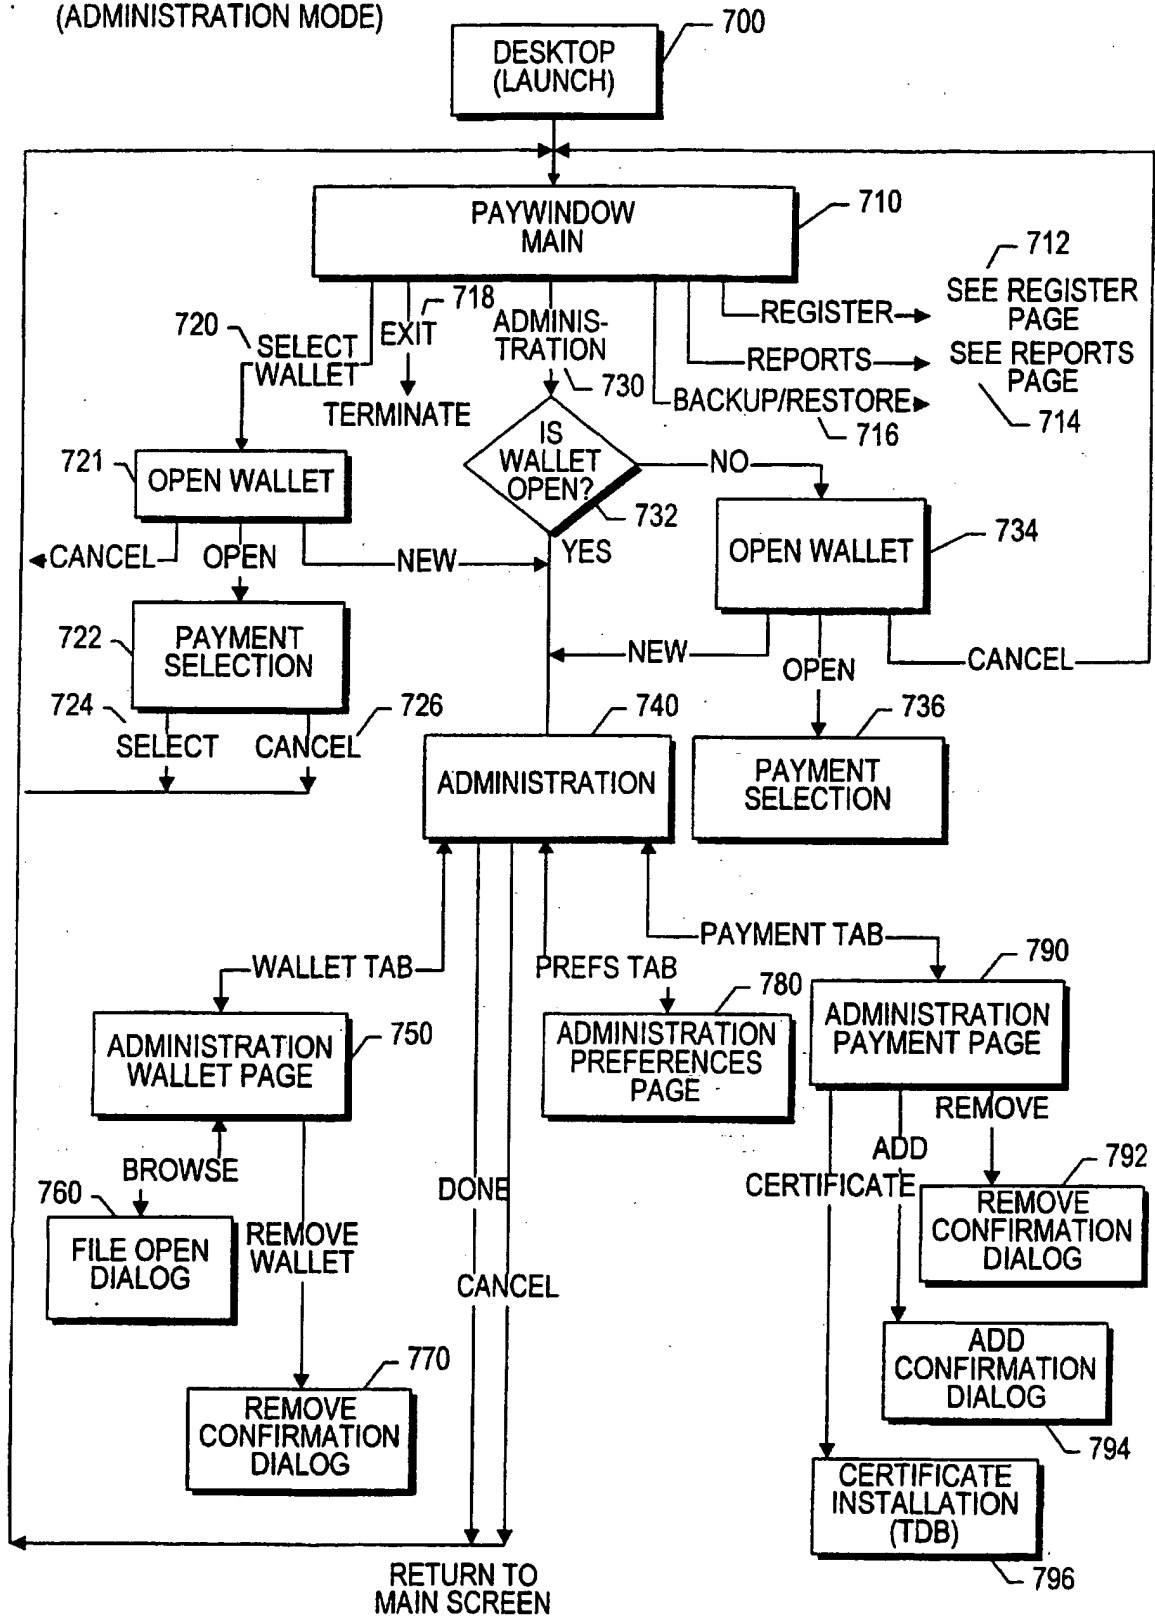 (ADMINISTRATION MODE)
700
DESKTOP
(LAUNCH)
PAYWINDOW
MAIN
710
712
SEE REGISTER
PAGE
REGISTER
718
EXIT
720
SELECT
WALLET
ADMINIS-
TRATION
730
REPORTS
SEE REPORTS
PAGE
714
BACKUP/RESTORE
716
TERMINATE
IS
WALLET
OPEN?
732
NO
YES
721
OPEN WALLET
OPEN WALLET
734
CANCEL
OPEN
NEW
722
PAYMENT
SELECTION
NEW
OPEN
CANCEL
724
SELECT
CANCEL
726
740
ADMINISTRATION
736
PAYMENT
SELECTION
WALLET TAB
PREFS TAB
PAYMENT TAB
790
780
ADMINISTRATION
WALLET PAGE
750
ADMINISTRATION
PREFERENCES
PAGE
ADMINISTRATION
PAYMENT PAGE
REMOVE
ADD
CERTIFICATE
BROWSE
760
FILE OPEN
DIALOG
REMOVE
WALLET
DONE
CANCEL
792
REMOVE
CONFIRMATION
DIALOG
770
REMOVE
CONFIRMATION
DIALOG
ADD
CONFIRMATION
DIALOG
794
CERTIFICATE
INSTALLATION
(TDB)
796
RETURN TO
MAIN SCREEN